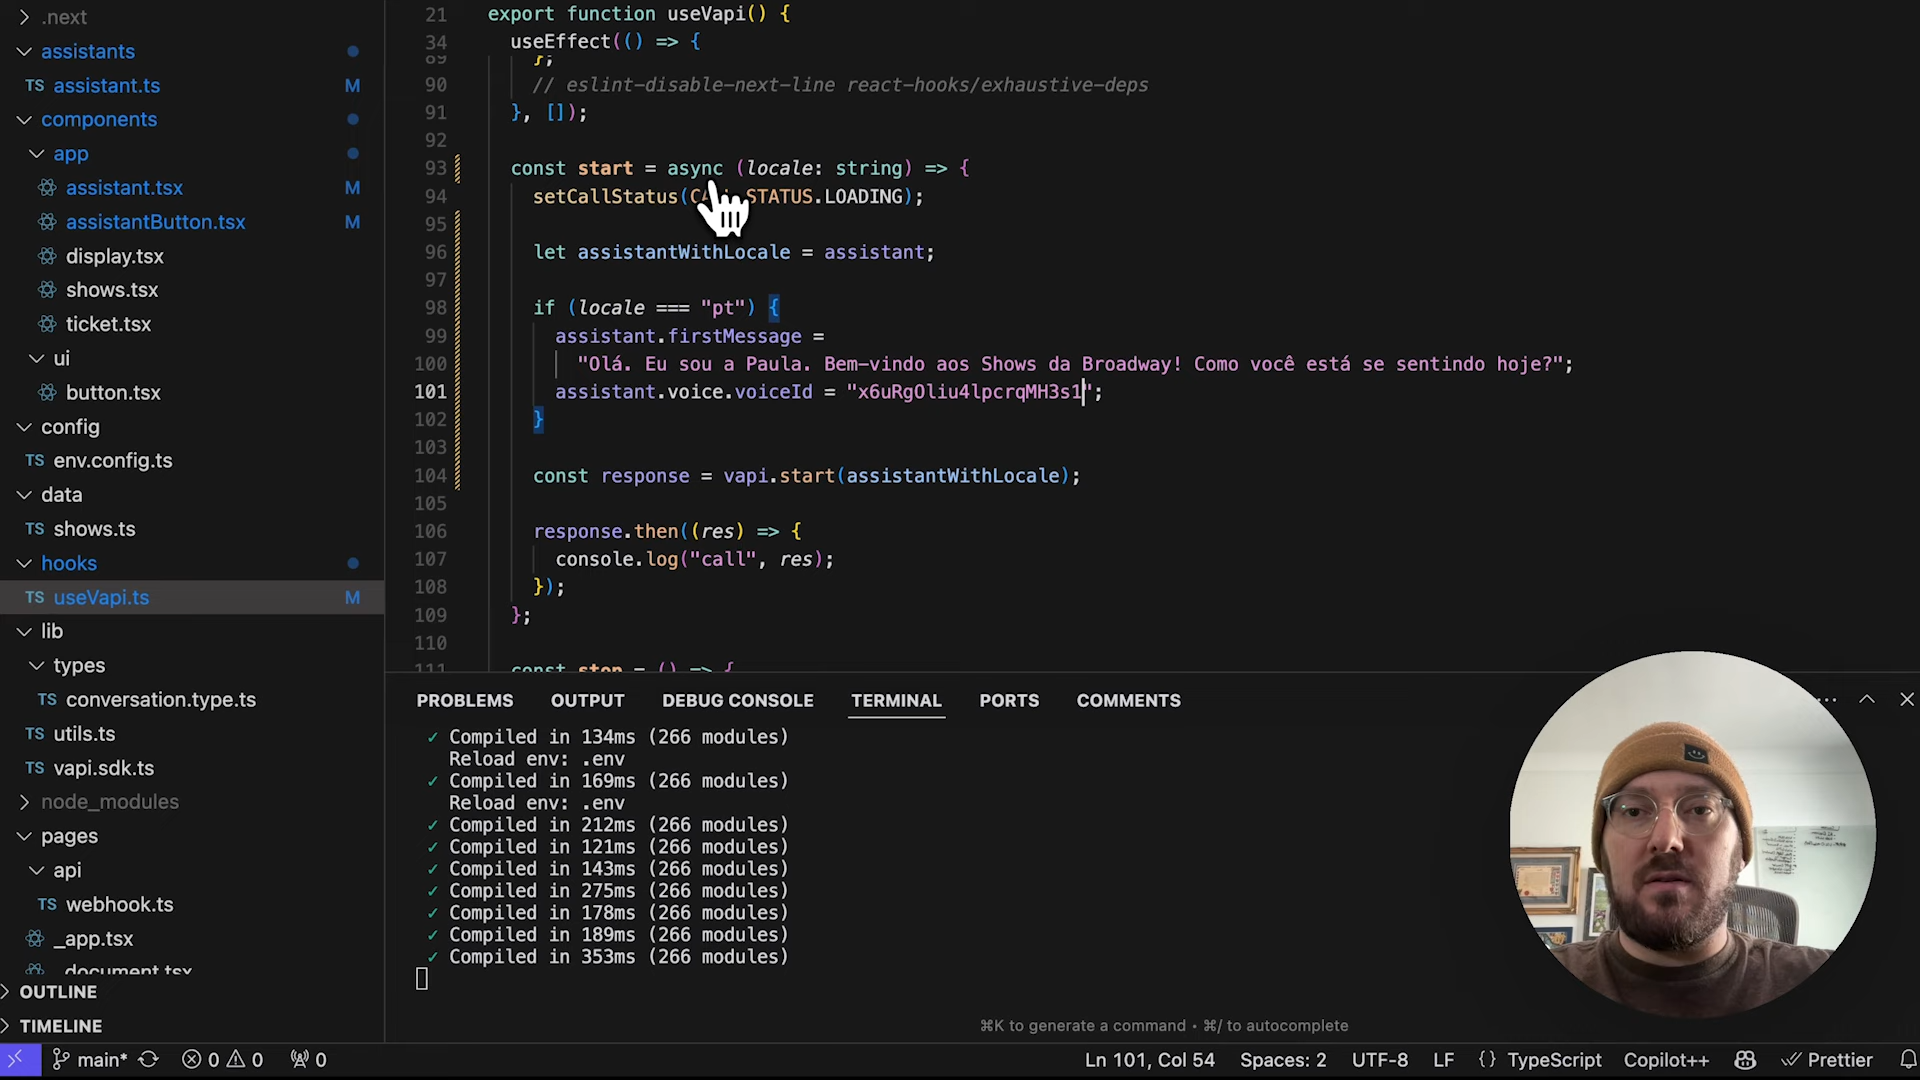 .next
assistants
TS assistant.ts M
components
app
assistant.tsx M
assistantButton.tsx M
display.tsx
shows.tsx
ticket.tsx
ui
button.tsx
config
TS env.config.ts
data
TS shows.ts
hooks
TS useVapi.ts M
lib
types
TS conversation.type.ts
TS utils.ts
TS vapi.sdk.ts
node_modules
pages
api
TS webhook.ts
_app.tsx
_document.tsx
OUTLINE
TIMELINE
21 export function useVapi() {
34 useEffect(() => {
89 };
90 // eslint-disable-next-line react-hooks/exhaustive-deps
91 }, []);
92
93 const start = async (locale: string) => {
94 setCallStatus(CALL_STATUS.LOADING);
95
96 let assistantWithLocale = assistant;
97
98 if (locale === "pt") {
99 assistant.firstMessage =
100 "Olá. Eu sou a Paula. Bem-vindo aos Shows da Broadway! Como você está se sentindo hoje?";
101 assistant.voice.voiceId = "x6uRgOliu4lpcrqMH3s1";
102 }
103
104 const response = vapi.start(assistantWithLocale);
105
106 response.then((res) => {
107 console.log("call", res);
108 });
109 };
110
111 const stop = () => {
PROBLEMS OUTPUT DEBUG CONSOLE TERMINAL PORTS COMMENTS
✓ Compiled in 134ms (266 modules)
Reload env: .env
✓ Compiled in 169ms (266 modules)
Reload env: .env
✓ Compiled in 212ms (266 modules)
✓ Compiled in 121ms (266 modules)
✓ Compiled in 143ms (266 modules)
✓ Compiled in 275ms (266 modules)
✓ Compiled in 178ms (266 modules)
✓ Compiled in 189ms (266 modules)
✓ Compiled in 353ms (266 modules)
⌘K to generate a command • ⌘/ to autocomplete
main* 0 0 0 Ln 101, Col 54 Spaces: 2 UTF-8 LF {} TypeScript Copilot++ Prettier